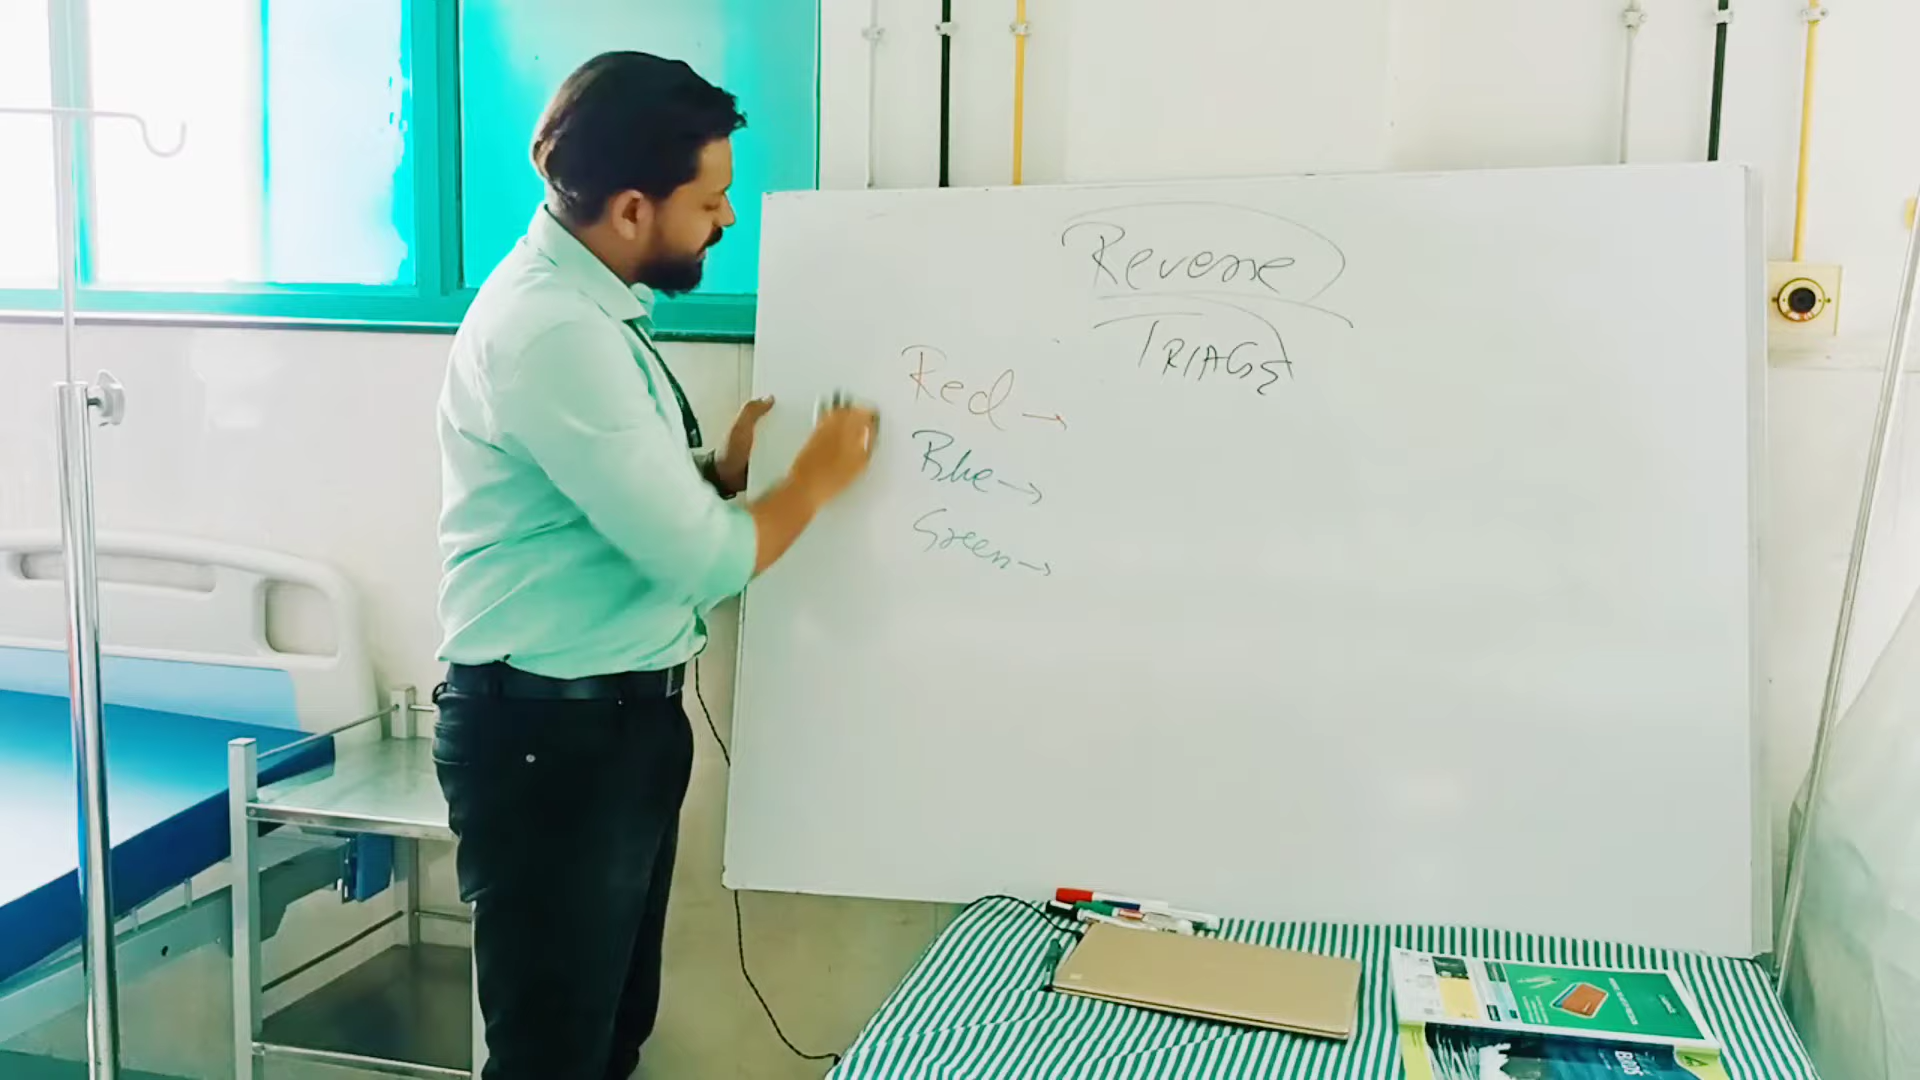 Reverse
TRIAGE
Red →
Blue →
Green →